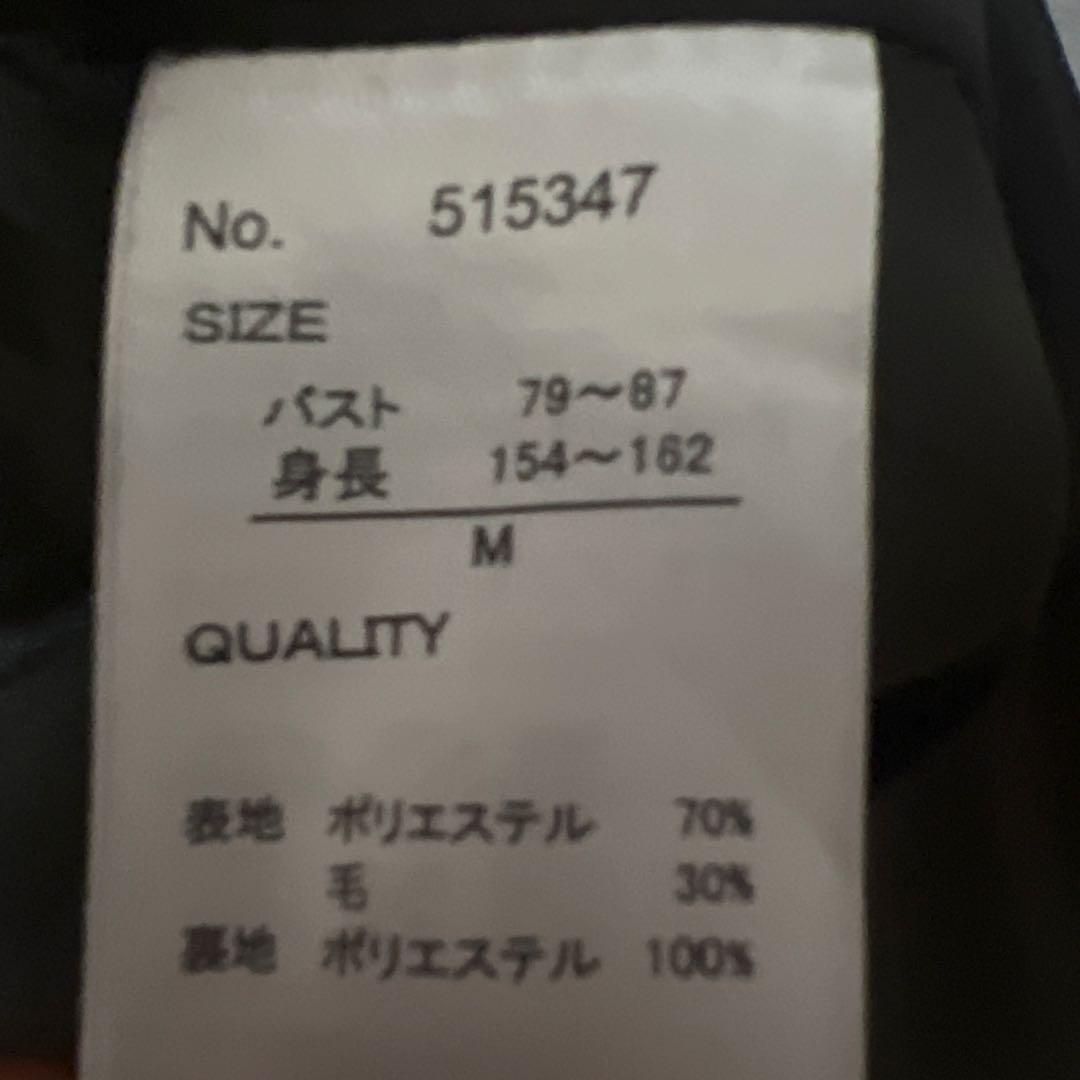 No. 515347
SIZE
バスト 79～87
身長 154～162
M
QUALITY
表地 ポリエステル 70%
毛 30%
裏地 ポリエステル 100%